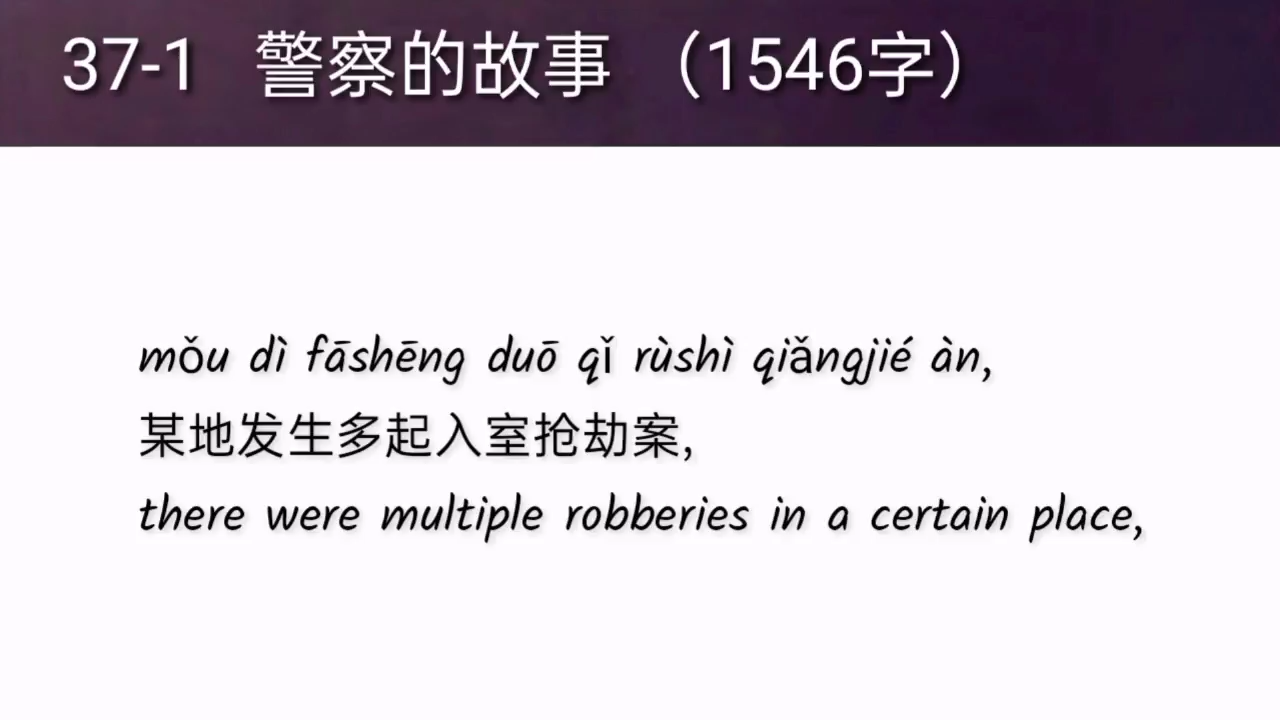 37-1 警察的故事 （1546字）
mǒu dì fāshēng duō qǐ rùshì qiǎngjié àn,
某地发生多起入室抢劫案,
there were multiple robberies in a certain place,